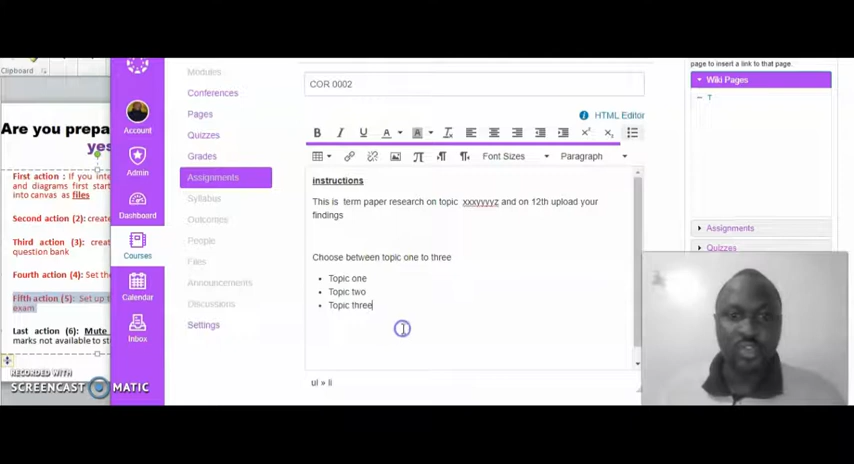 Clipboard
Are you prepa
yes
First action : If you inte
and diagrams first start
into canvas as files
Second action (2): creat
Third action (3): creat
question bank
Fourth action (4): Set the
Fifth action (5): Set up t
exam
Last action (6): Mute
marks not available to st
RECORDED WITH
SCREENCAST MATIC
Account
Admin
Dashboard
Courses
Calendar
Inbox
Modules
Conferences
Pages
Quizzes
Grades
Assignments
Syllabus
Outcomes
People
Files
Announcements
Discussions
Settings
COR 0002
HTML Editor
B I U A A Font Sizes Paragraph
instructions
This is term paper research on topic xxxyyyyz and on 12th upload your
findings
Choose between topic one to three
• Topic one
• Topic two
• Topic three
ul » li
page to insert a link to that page.
Wiki Pages
T
Assignments
Quizzes